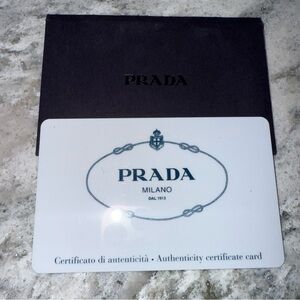 PRADA
PRADA
MILANO
DAL 1913
Certificato di autenticità • Authenticity certificate card